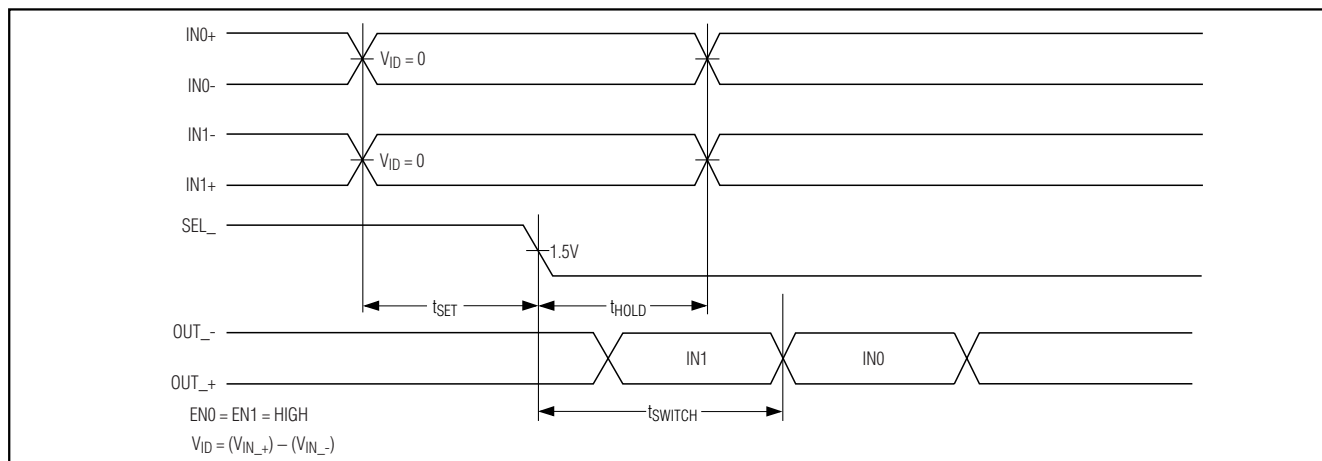 IN0+
V_ID = 0
IN0-
IN1-
V_ID = 0
IN1+
SEL_
1.5V
t_SET
t_HOLD
OUT_-
IN1
IN0
OUT_+
t_SWITCH
EN0 = EN1 = HIGH
V_ID = (V_IN_+) – (V_IN_-)